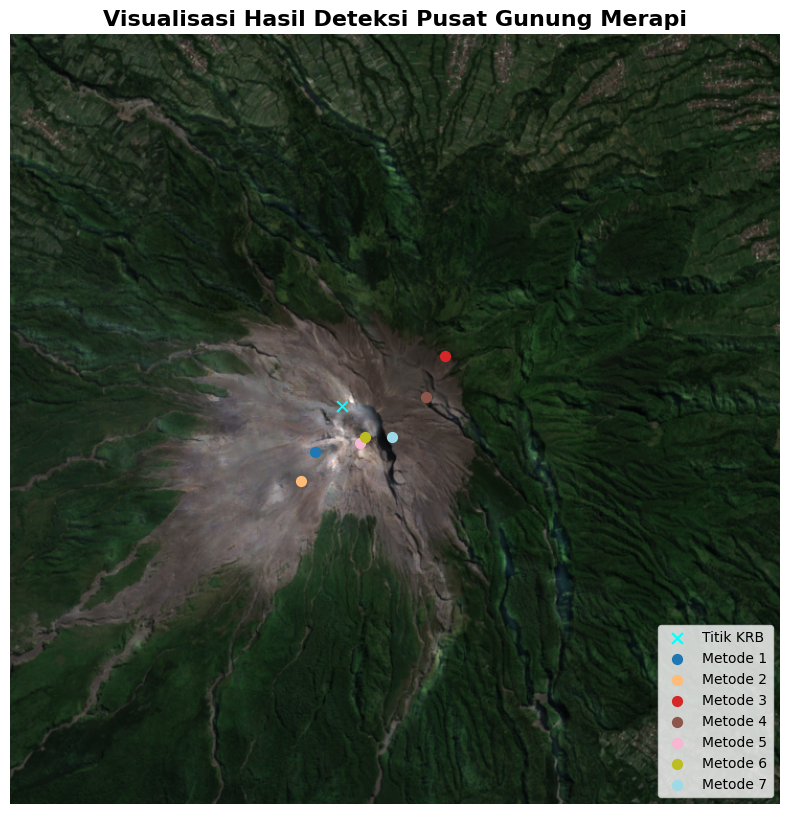 Visualisasi Hasil Deteksi Pusat Gunung Merapi
Titik KRB
Metode 1
Metode 2
Metode 3
Metode 4
Metode 5
Metode 6
Metode 7